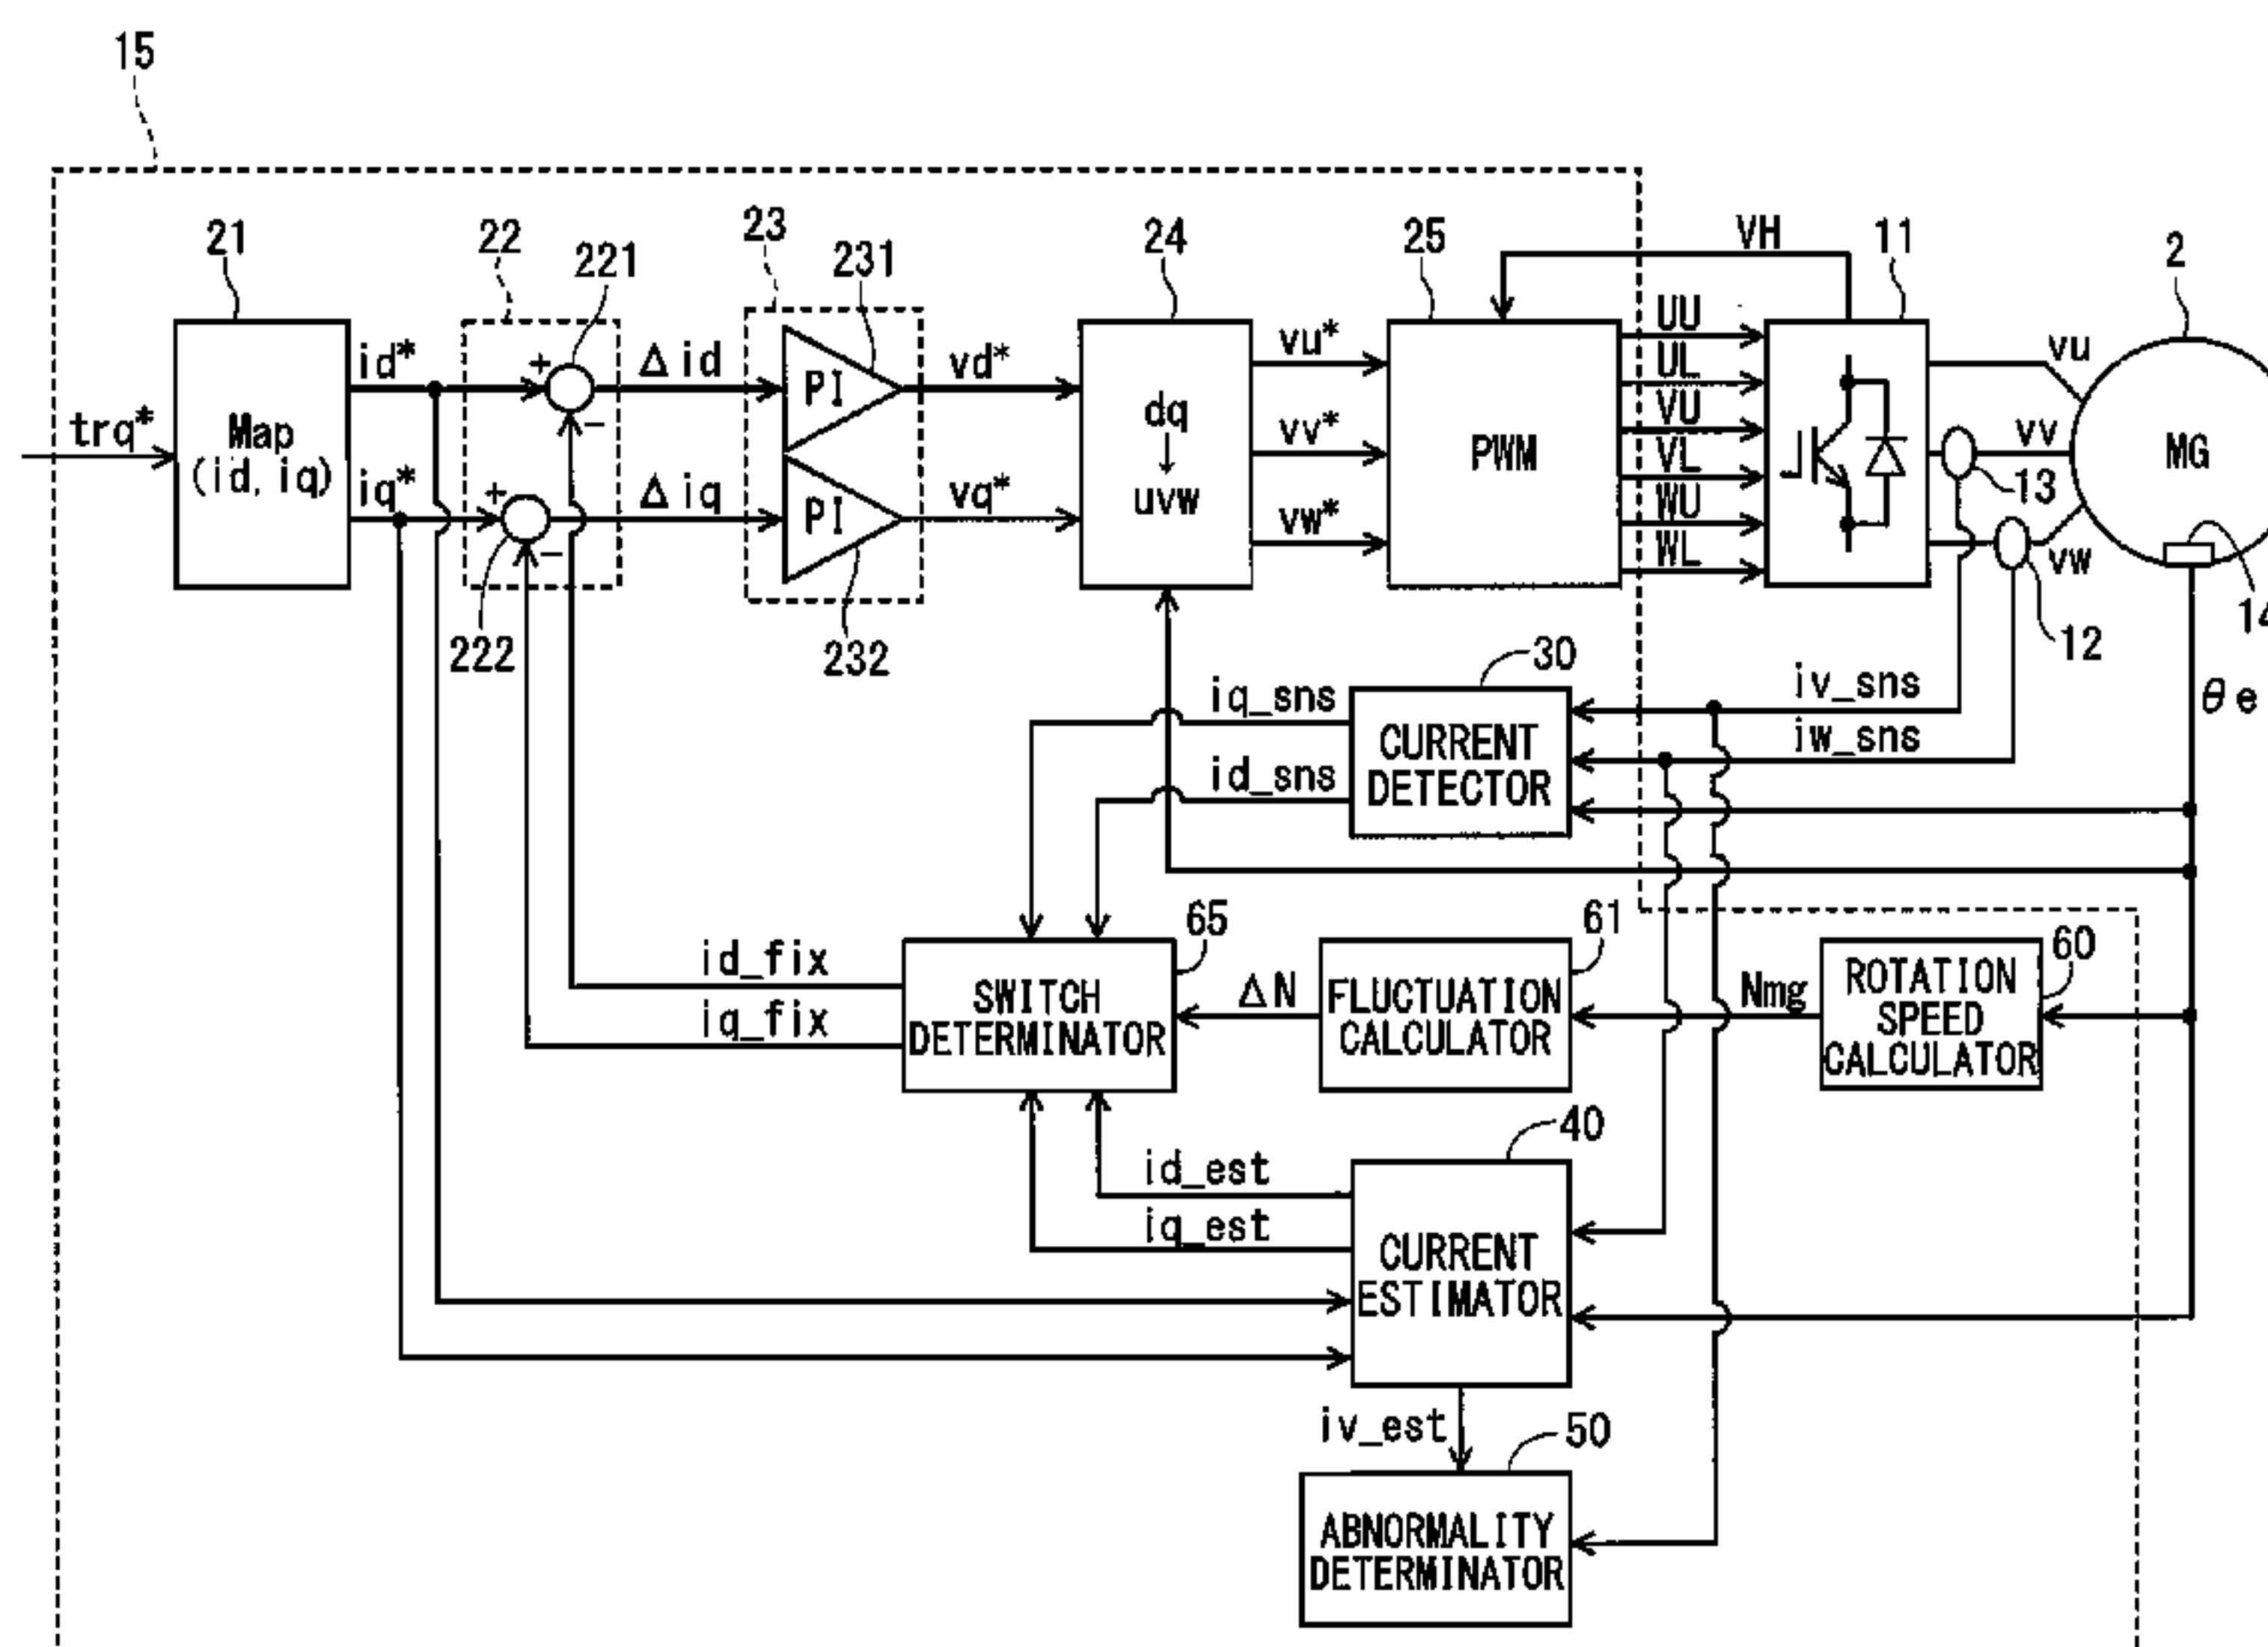 15
21
22
221
23
231
24
25
VH
11
2
trq*
Map
(id, iq)
id*
iq*
+
-
+
-
222
Δid
Δiq
PI
PI
232
vd*
vq*
dq
↓
uvw
vu*
vv*
vw*
PWM
UU
UL
VU
VL
WU
WL
vu
vv
vw
13
12
MG
14
θe
30
iq_sns
id_sns
CURRENT
DETECTOR
iv_sns
iw_sns
65
61
60
id_fix
iq_fix
SWITCH
DETERMINATOR
ΔN
FLUCTUATION
CALCULATOR
Nmg
ROTATION
SPEED
CALCULATOR
40
id_est
iq_est
CURRENT
ESTIMATOR
iv_est
50
ABNORMALITY
DETERMINATOR